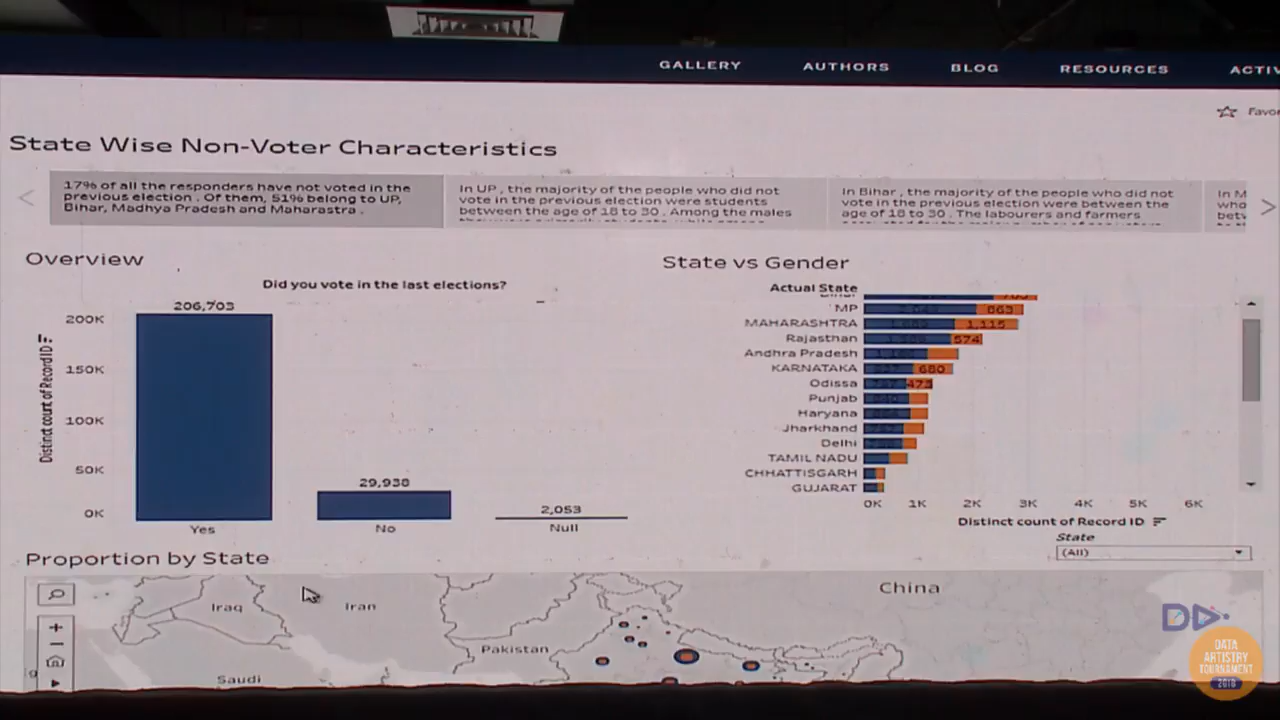 GALLERY AUTHORS BLOG RESOURCES
State Wise Non-Voter Characteristics
17% of all the responders have not voted in the
previous election . Of them, 51% belong to UP,
Bihar, Madhya Pradesh and Maharastra .
In UP , the majority of the people who did not
vote in the previous election were students
between the age of 18 to 30 . Among the males
In Bihar , the majority of the people who did not
vote in the previous election were between the
age of 18 to 30 . The labourers and farmers
In M
who
betv
Overview
Did you vote in the last elections?
Distinct count of Record ID
200K
150K
100K
50K
0K
206,703
29,938
2,053
Yes
No
Null
State vs Gender
Actual State
MP
863
MAHARASHTRA
1,115
Rajasthan
574
Andhra Pradesh
KARNATAKA
680
Odissa
473
Punjab
Haryana
Jharkhand
Delhi
TAMIL NADU
CHHATTISGARH
GUJARAT
0K 1K 2K 3K 4K 5K 6K
Distinct count of Record ID
State
(All)
Proportion by State
Iraq
Iran
China
Pakistan
Saudi
DATA
ARTISTRY
TOURNAMENT
2018